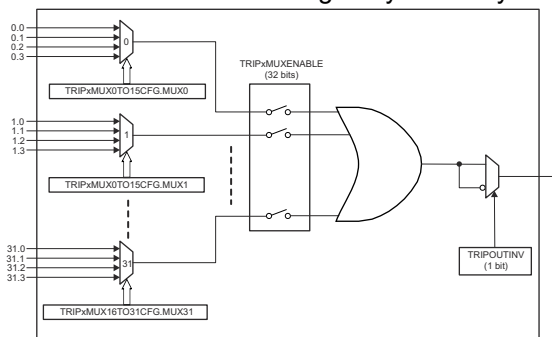 0.0
0.1
0.2
0.3
0
TRIPxMUX0TO15CFG.MUX0
TRIPxMUXENABLE
(32 bits)
1.0
1.1
1.2
1.3
1
TRIPxMUX0TO15CFG.MUX1
31.0
31.1
31.2
31.3
31
TRIPxMUX16TO31CFG.MUX31
TRIPOUTINV
(1 bit)